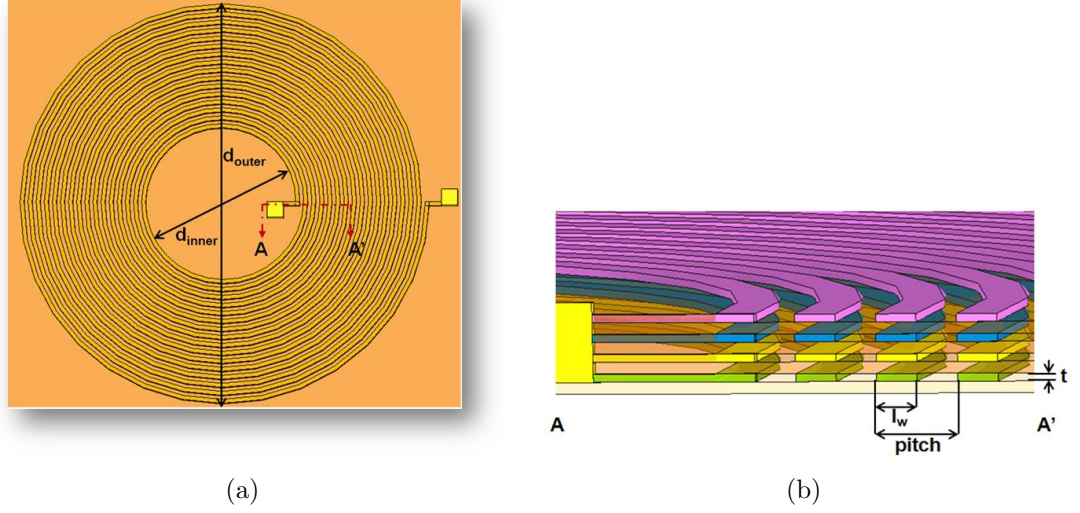 d_outer
d_inner
A
A'
t
l_w
pitch
A
A'
(a)
(b)